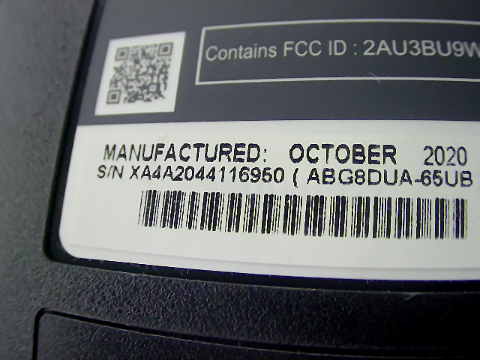 Contains FCC ID : 2AU3BU9W
MANUFACTURED: OCTOBER 2020
S/N XA4A2044116950 ( ABG8DUA-65UB